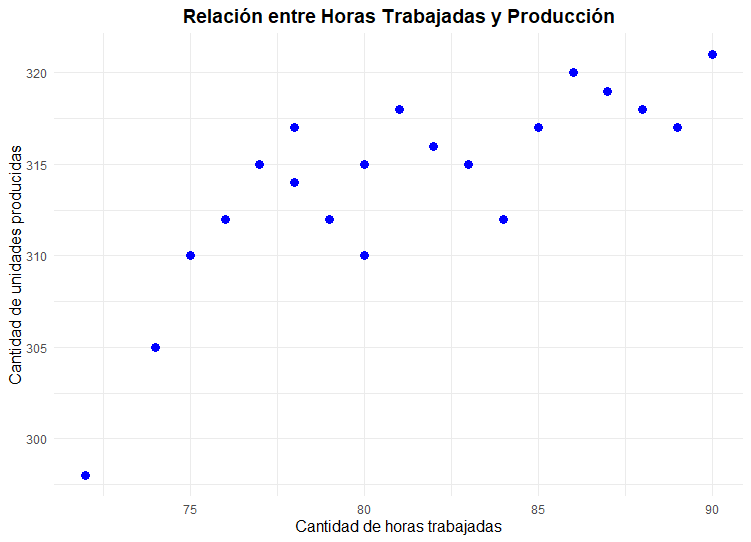 Relación entre Horas Trabajadas y Producción
Cantidad de unidades producidas
320
315
310
305
300
75 80 85 90
Cantidad de horas trabajadas